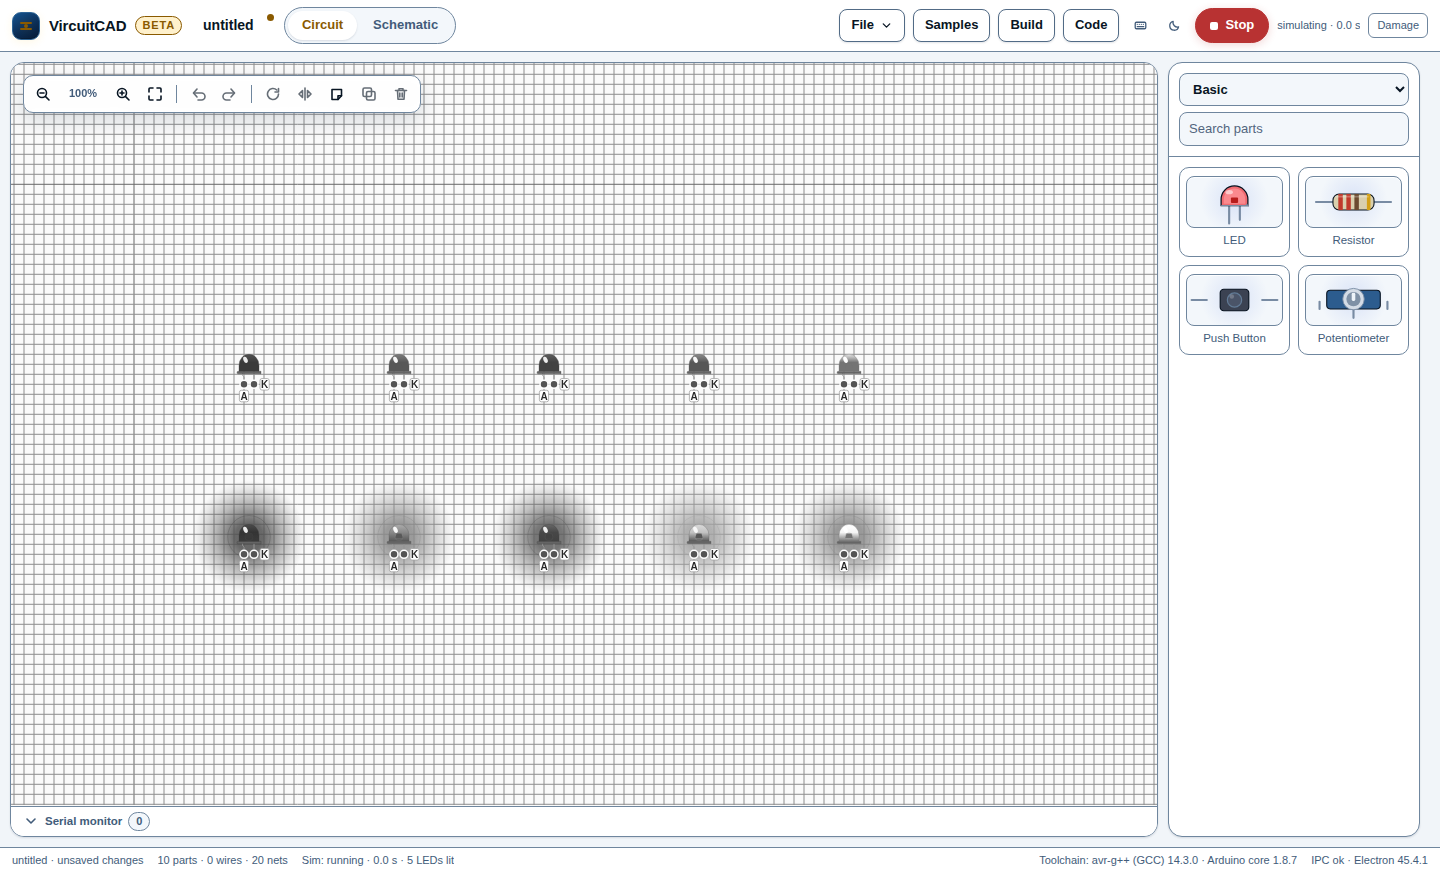 VircuitCAD BETA untitled Circuit Schematic File Samples Build Code Stop simulating · 0.0 s Damage
100%
Basic
Search parts
LED Resistor
Push Button Potentiometer
K K K K K
A A A A A
K K K K K
A A A A A
Serial monitor 0
untitled · unsaved changes 10 parts · 0 wires · 20 nets Sim: running · 0.0 s · 5 LEDs lit Toolchain: avr-g++ (GCC) 14.3.0 · Arduino core 1.8.7 IPC ok · Electron 45.4.1